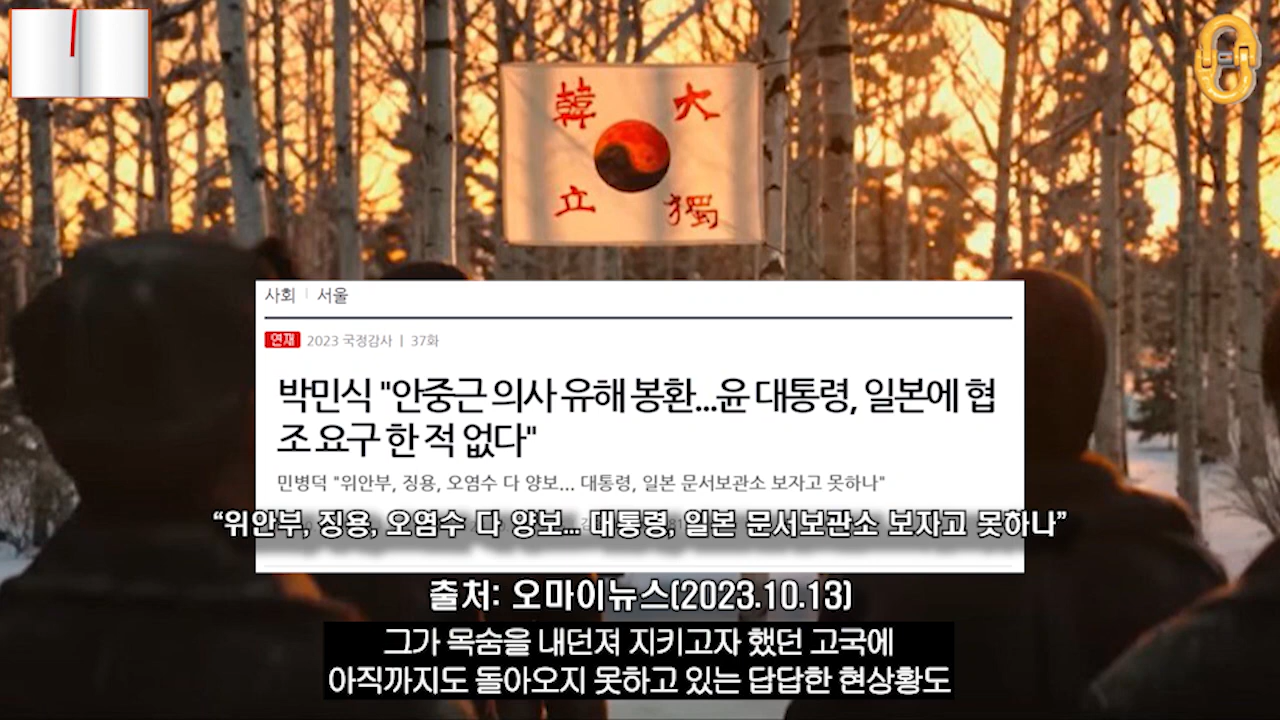 韓 大
立 獨
사회 | 서울
연재 2023 국정감사 | 37화
박민식 "안중근 의사 유해 봉환...윤 대통령, 일본에 협
조 요구 한 적 없다"
민병덕 "위안부, 징용, 오염수 다 양보... 대통령, 일본 문서보관소 보자고 못하나"
“위안부, 징용, 오염수 다 양보... 대통령, 일본 문서보관소 보자고 못하나”
출처: 오마이뉴스(2023.10.13)
그가 목숨을 내던져 지키고자 했던 고국에
아직까지도 돌아오지 못하고 있는 답답한 현상황도